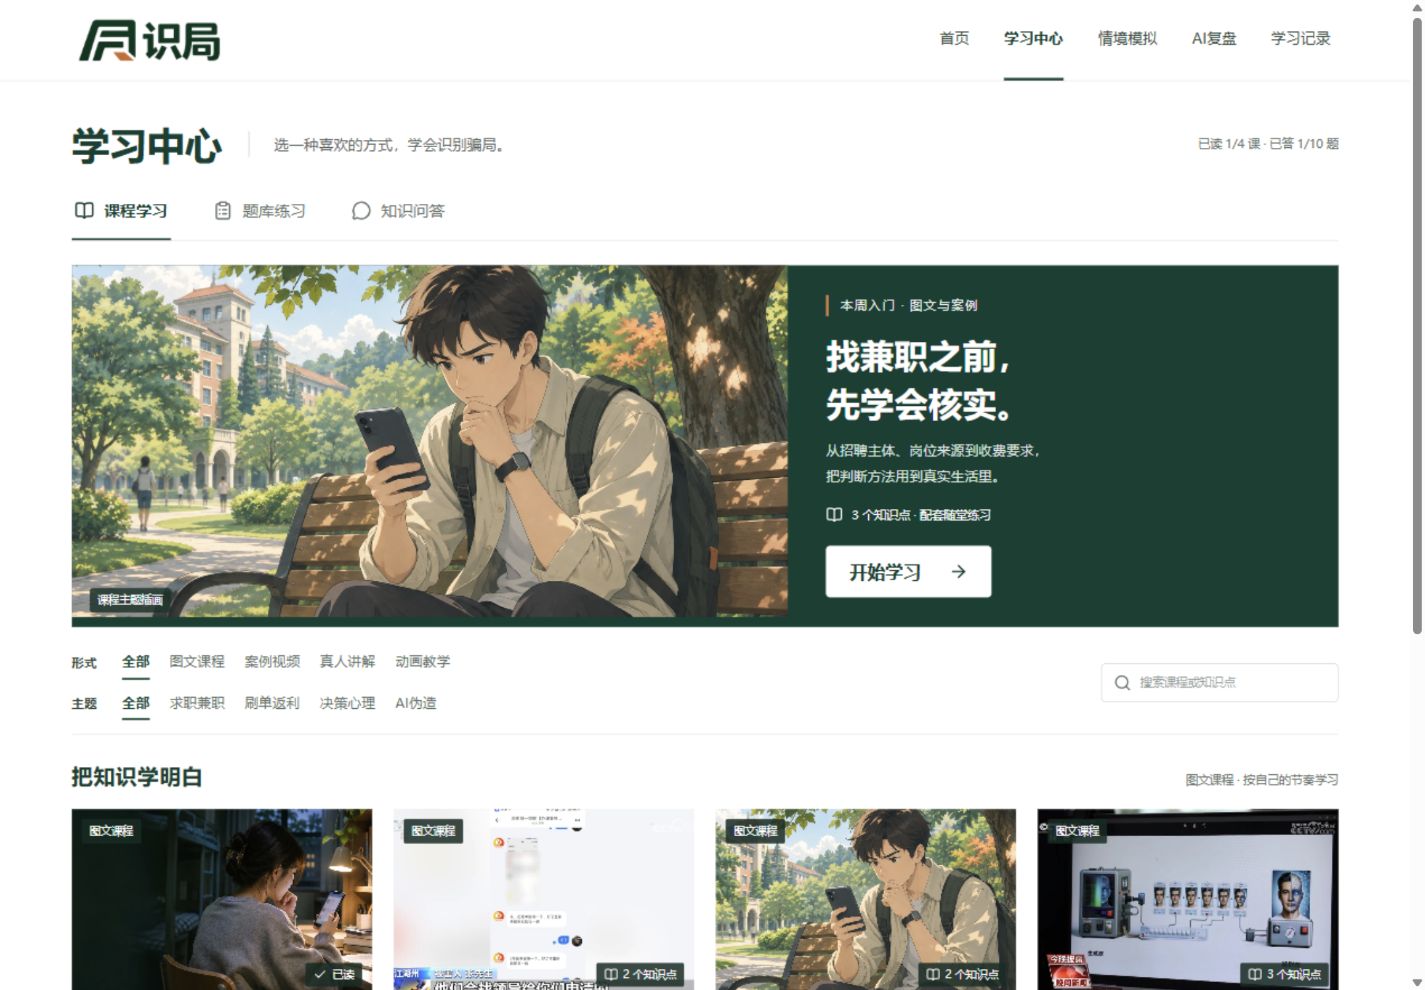 识局
首页
学习中心
情境模拟
AI复盘
学习记录
学习中心
选一种喜欢的方式，学会识别骗局。
已读 1/4 课 · 已答 1/10 题
课程学习
题库练习
知识问答
本周入门 · 图文与案例
找兼职之前，
先学会核实。
从招聘主体、岗位来源到收费要求，
把判断方法用到真实生活里。
3 个知识点 · 配套随堂练习
开始学习
课程主题插画
形式 全部 图文课程 案例视频 真人讲解 动画教学
主题 全部 求职兼职 刷单返利 决策心理 AI伪造
搜索课程或知识点
把知识学明白
图文课程 · 按自己的节奏学习
图文课程
已读
图文课程
2 个知识点
图文课程
2 个知识点
图文课程
3 个知识点